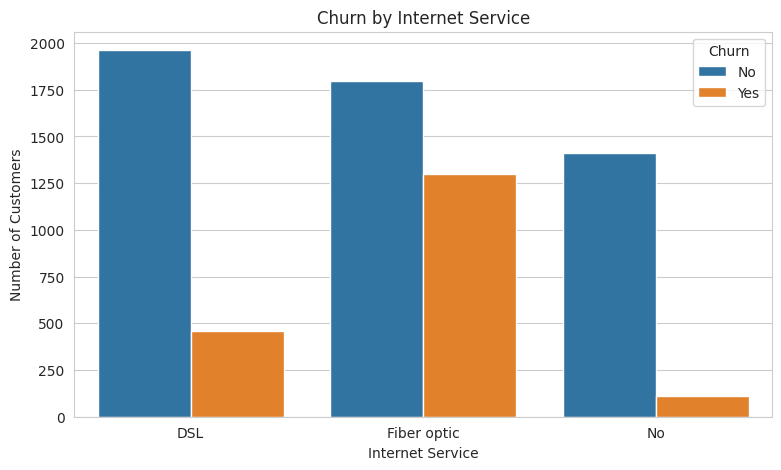 Churn by Internet Service
Churn
No
Yes
Number of Customers
2000
1750
1500
1250
1000
750
500
250
0
DSL
Fiber optic
No
Internet Service